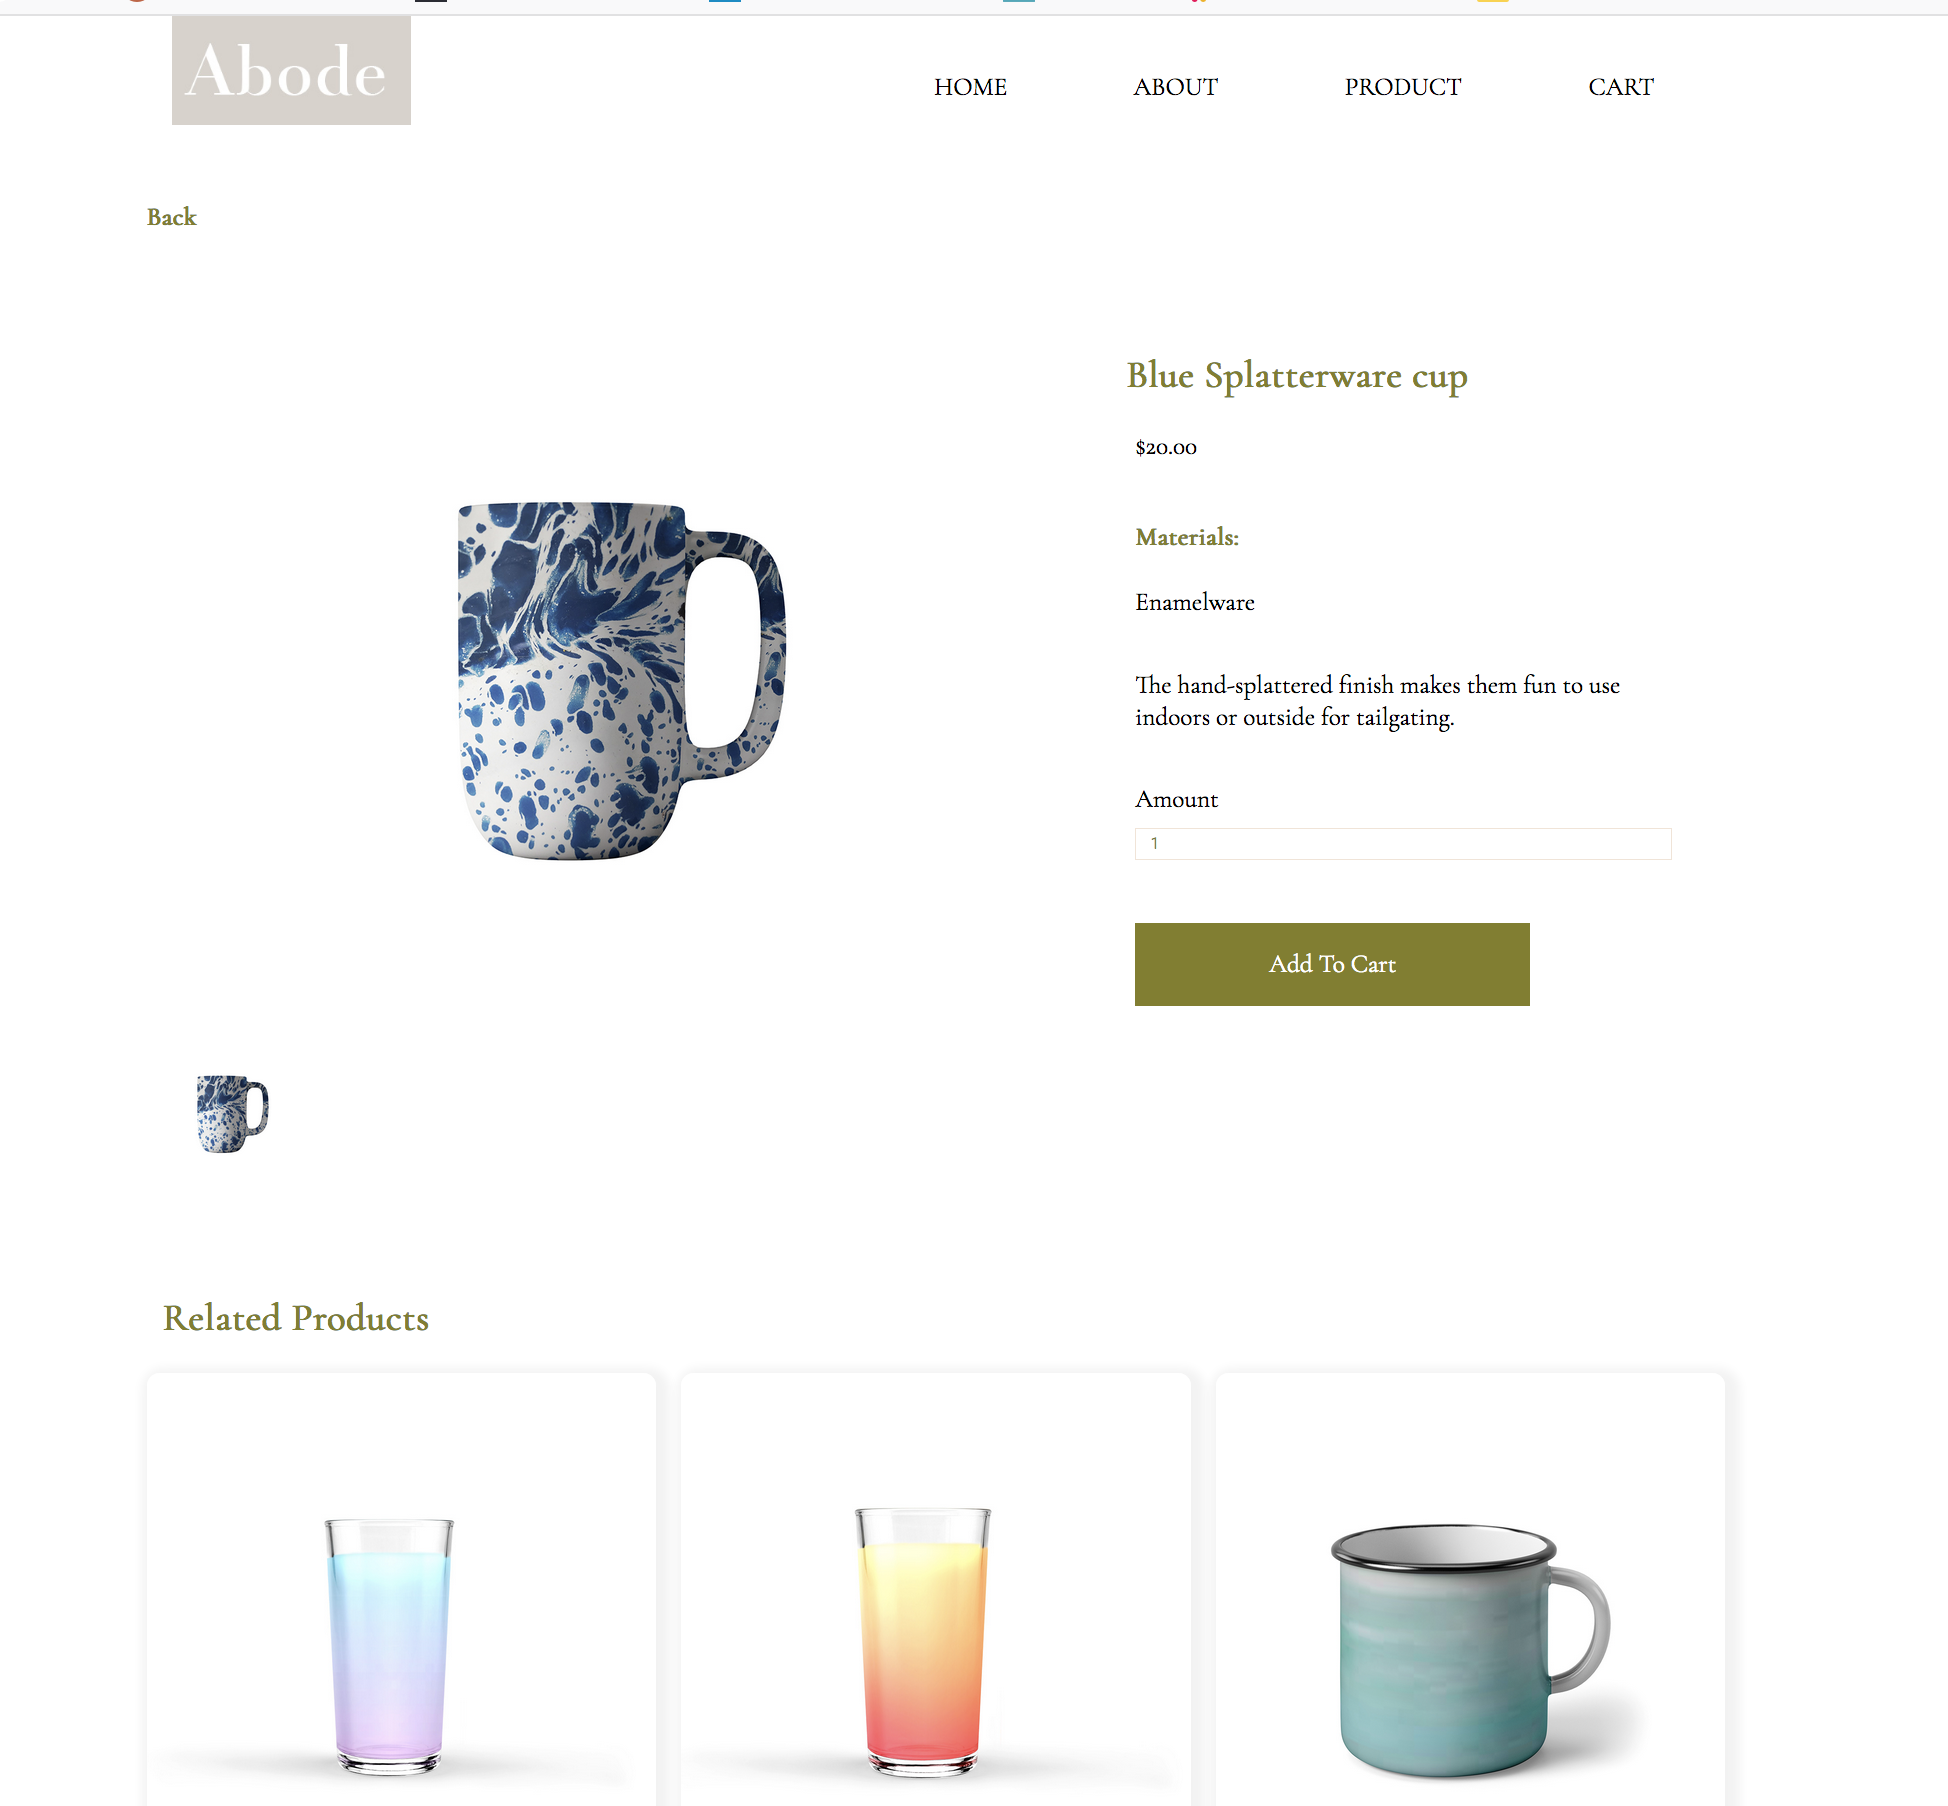 Abode
HOME ABOUT PRODUCT CART
Back
Blue Splatterware cup
$20.00
Materials:
Enamelware
The hand-splattered finish makes them fun to use
indoors or outside for tailgating.
Amount
1
Add To Cart
Related Products